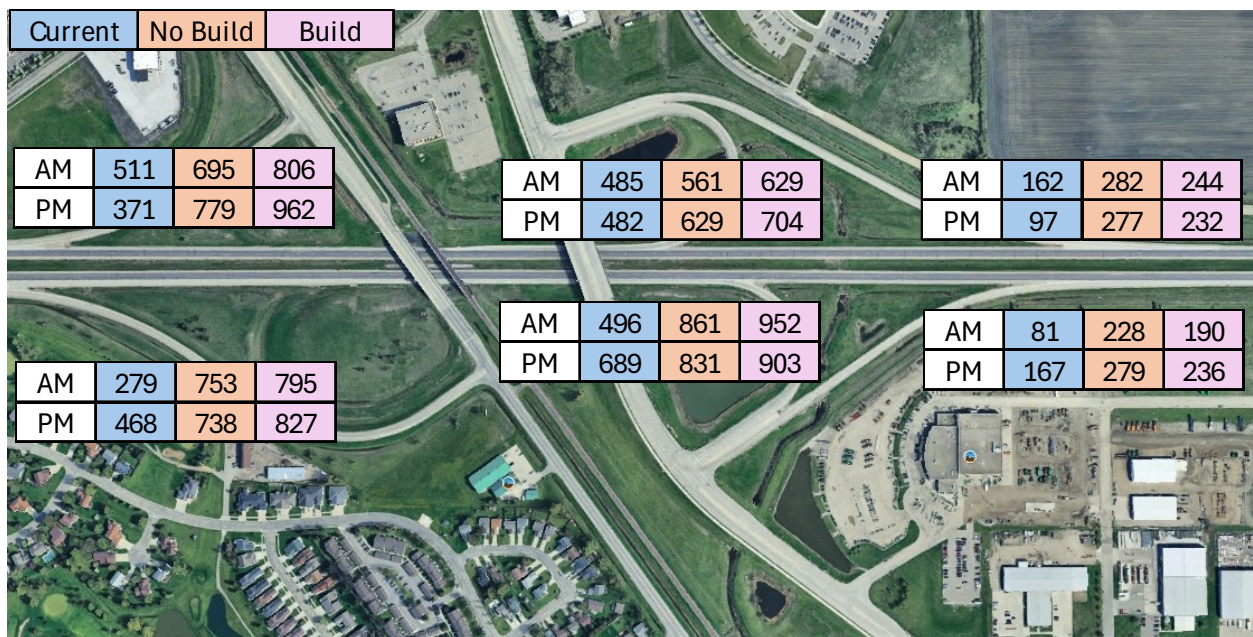 Current No Build Build
AM 511 695 806
PM 371 779 962
AM 485 561 629
PM 482 629 704
AM 162 282 244
PM 97 277 232
AM 279 753 795
PM 468 738 827
AM 496 861 952
PM 689 831 903
AM 81 228 190
PM 167 279 236